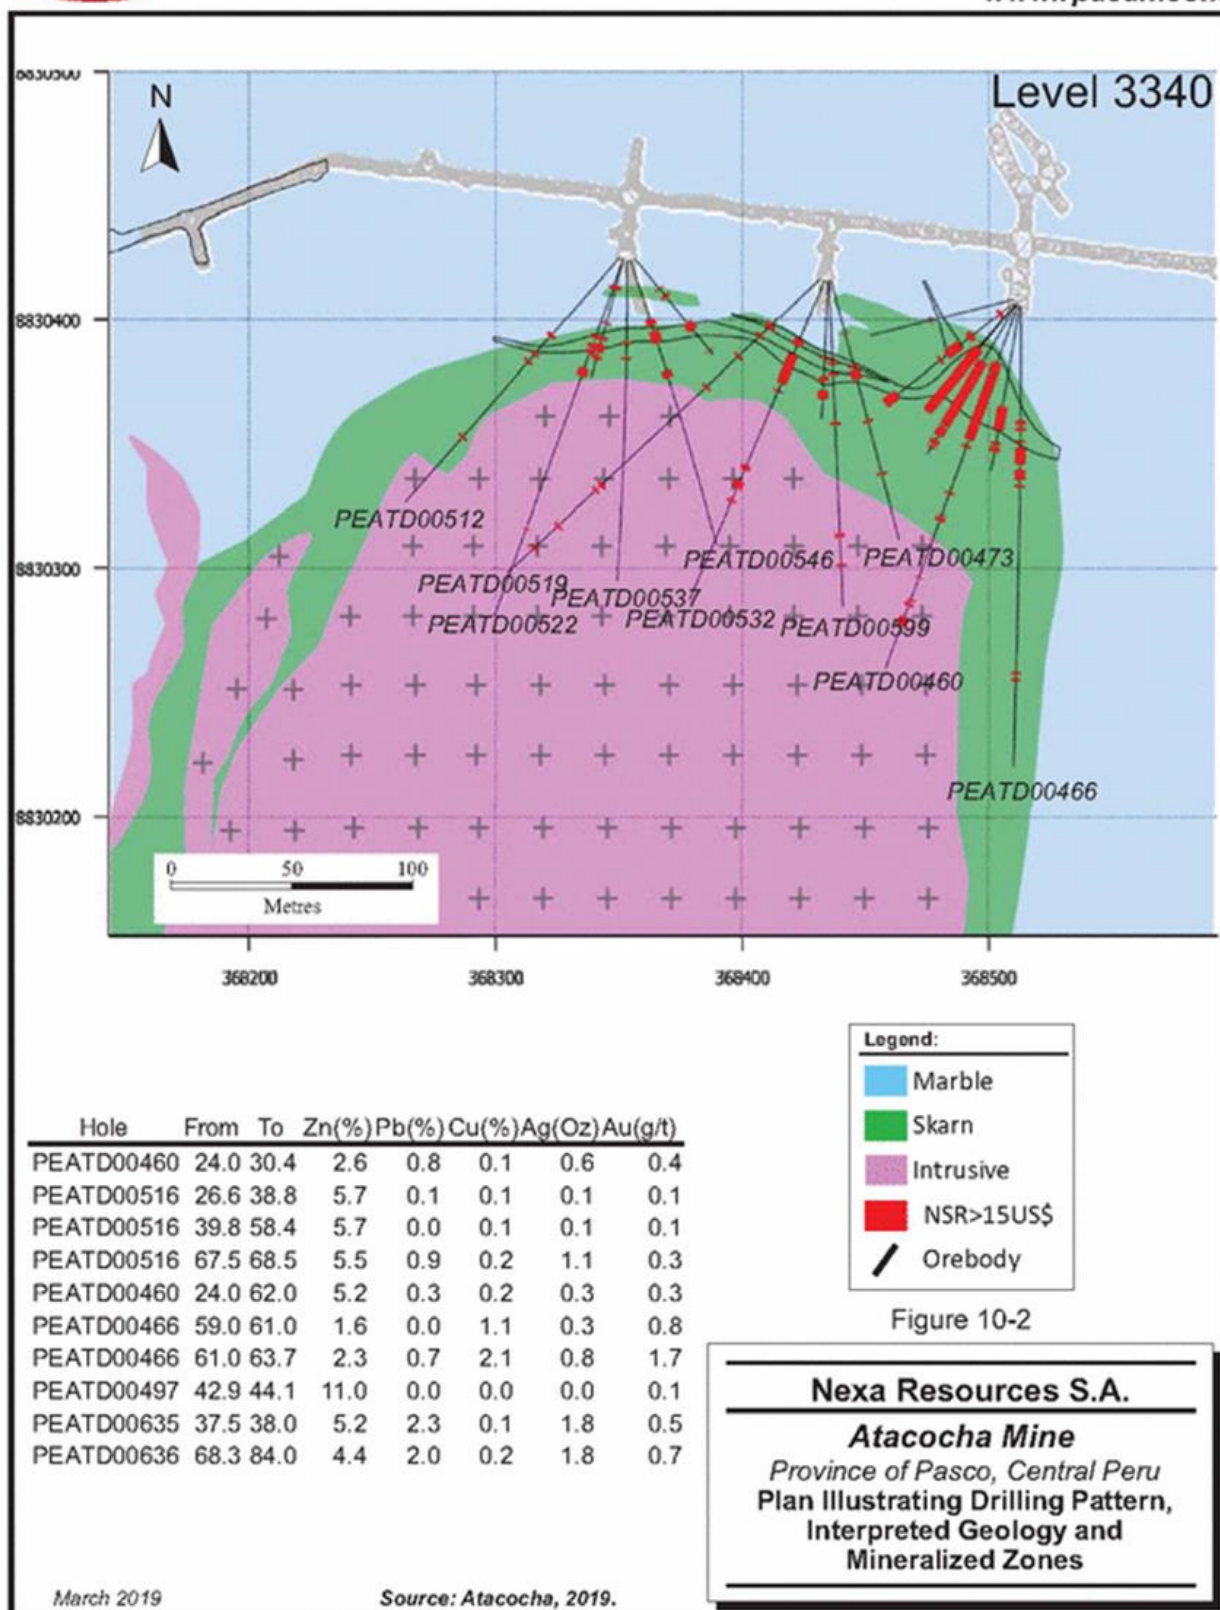 Level 3340
N
8830400
8830300
8830200
PEATD00512
PEATD00519
PEATD00537
PEATD00522
PEATD00546
PEATD00473
PEATD00532
PEATD00599
PEATD00460
PEATD00466
0 50 100
Metres
368200 368300 368400 368500
Legend:
Marble
Skarn
Intrusive
NSR>15US$
Orebody
Figure 10-2
Hole From To Zn(%) Pb(%) Cu(%) Ag(Oz) Au(g/t)
PEATD00460 24.0 30.4 2.6 0.8 0.1 0.6 0.4
PEATD00516 26.6 38.8 5.7 0.1 0.1 0.1 0.1
PEATD00516 39.8 58.4 5.7 0.0 0.1 0.1 0.1
PEATD00516 67.5 68.5 5.5 0.9 0.2 1.1 0.3
PEATD00460 24.0 62.0 5.2 0.3 0.2 0.3 0.3
PEATD00466 59.0 61.0 1.6 0.0 1.1 0.3 0.8
PEATD00466 61.0 63.7 2.3 0.7 2.1 0.8 1.7
PEATD00497 42.9 44.1 11.0 0.0 0.0 0.0 0.1
PEATD00635 37.5 38.0 5.2 2.3 0.1 1.8 0.5
PEATD00636 68.3 84.0 4.4 2.0 0.2 1.8 0.7
Nexa Resources S.A.
Atacocha Mine
Province of Pasco, Central Peru
Plan Illustrating Drilling Pattern,
Interpreted Geology and
Mineralized Zones
March 2019
Source: Atacocha, 2019.